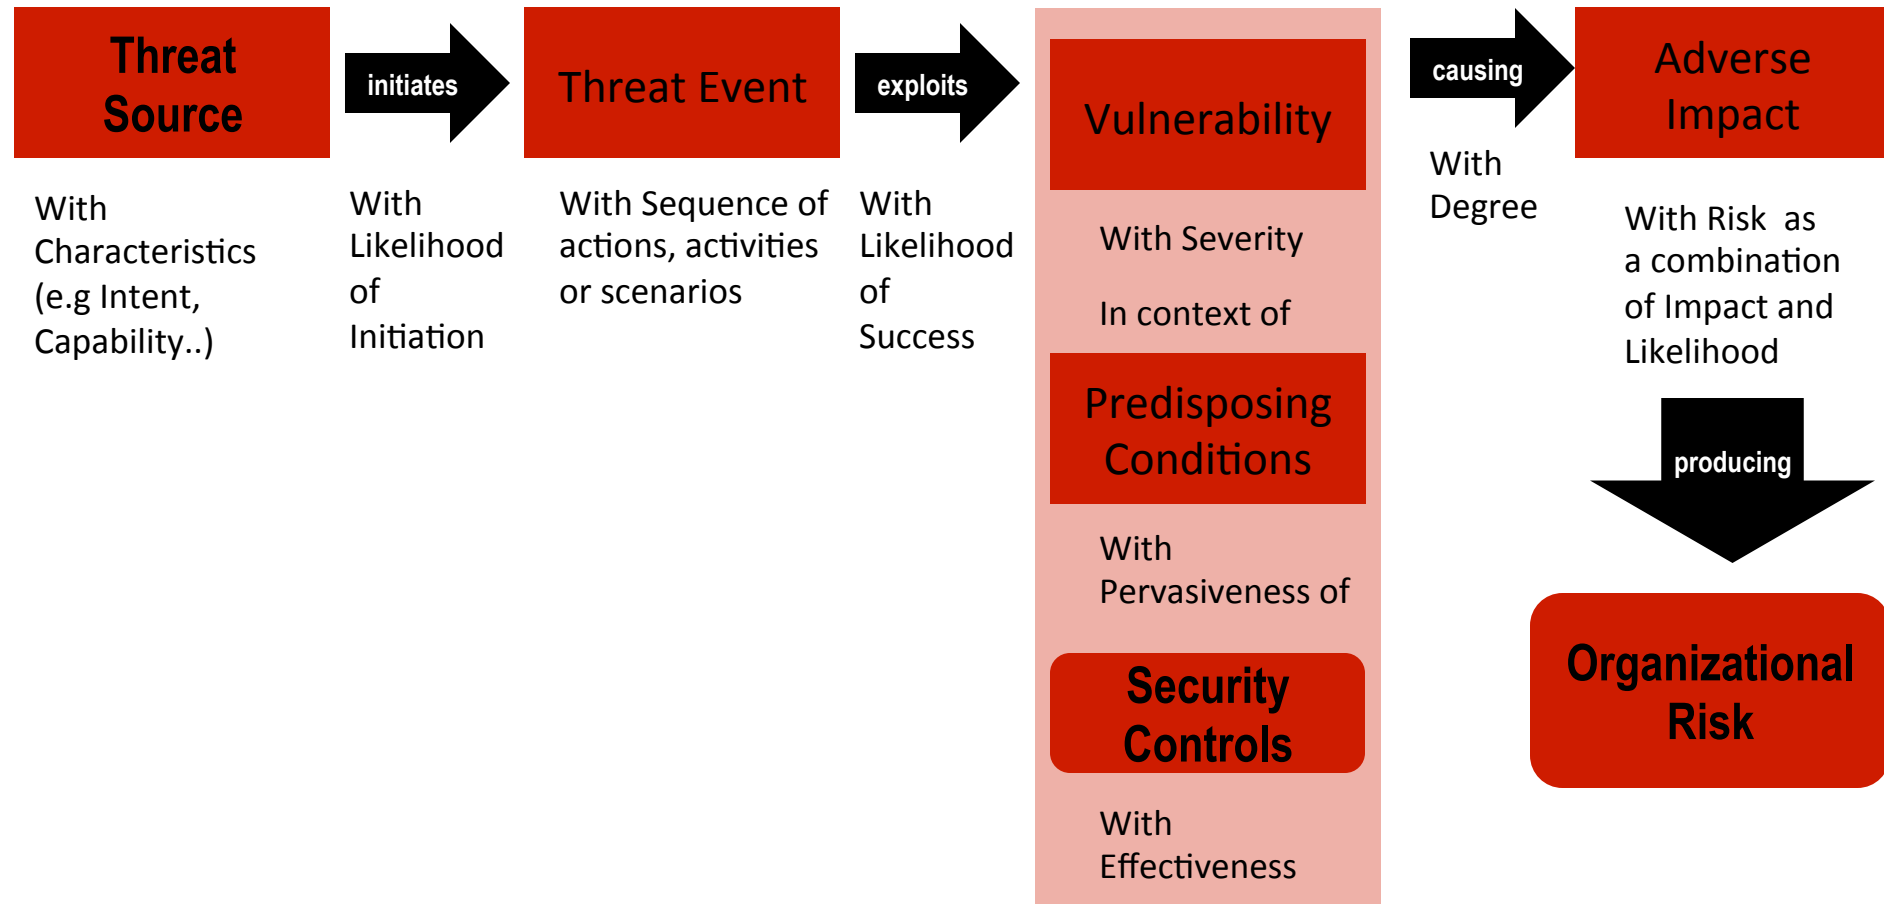 Threat
Source
initiates
Threat Event
exploits
Vulnerability
causing
Adverse
Impact
With
Characteristics
(e.g Intent,
Capability..)
With
Likelihood
of
Initiation
With Sequence of
actions, activities
or scenarios
With
Likelihood
of
Success
With Severity
In context of
Predisposing
Conditions
With
Pervasiveness of
Security
Controls
With
Effectiveness
With
Degree
With Risk as
a combination
of Impact and
Likelihood
producing
Organizational
Risk